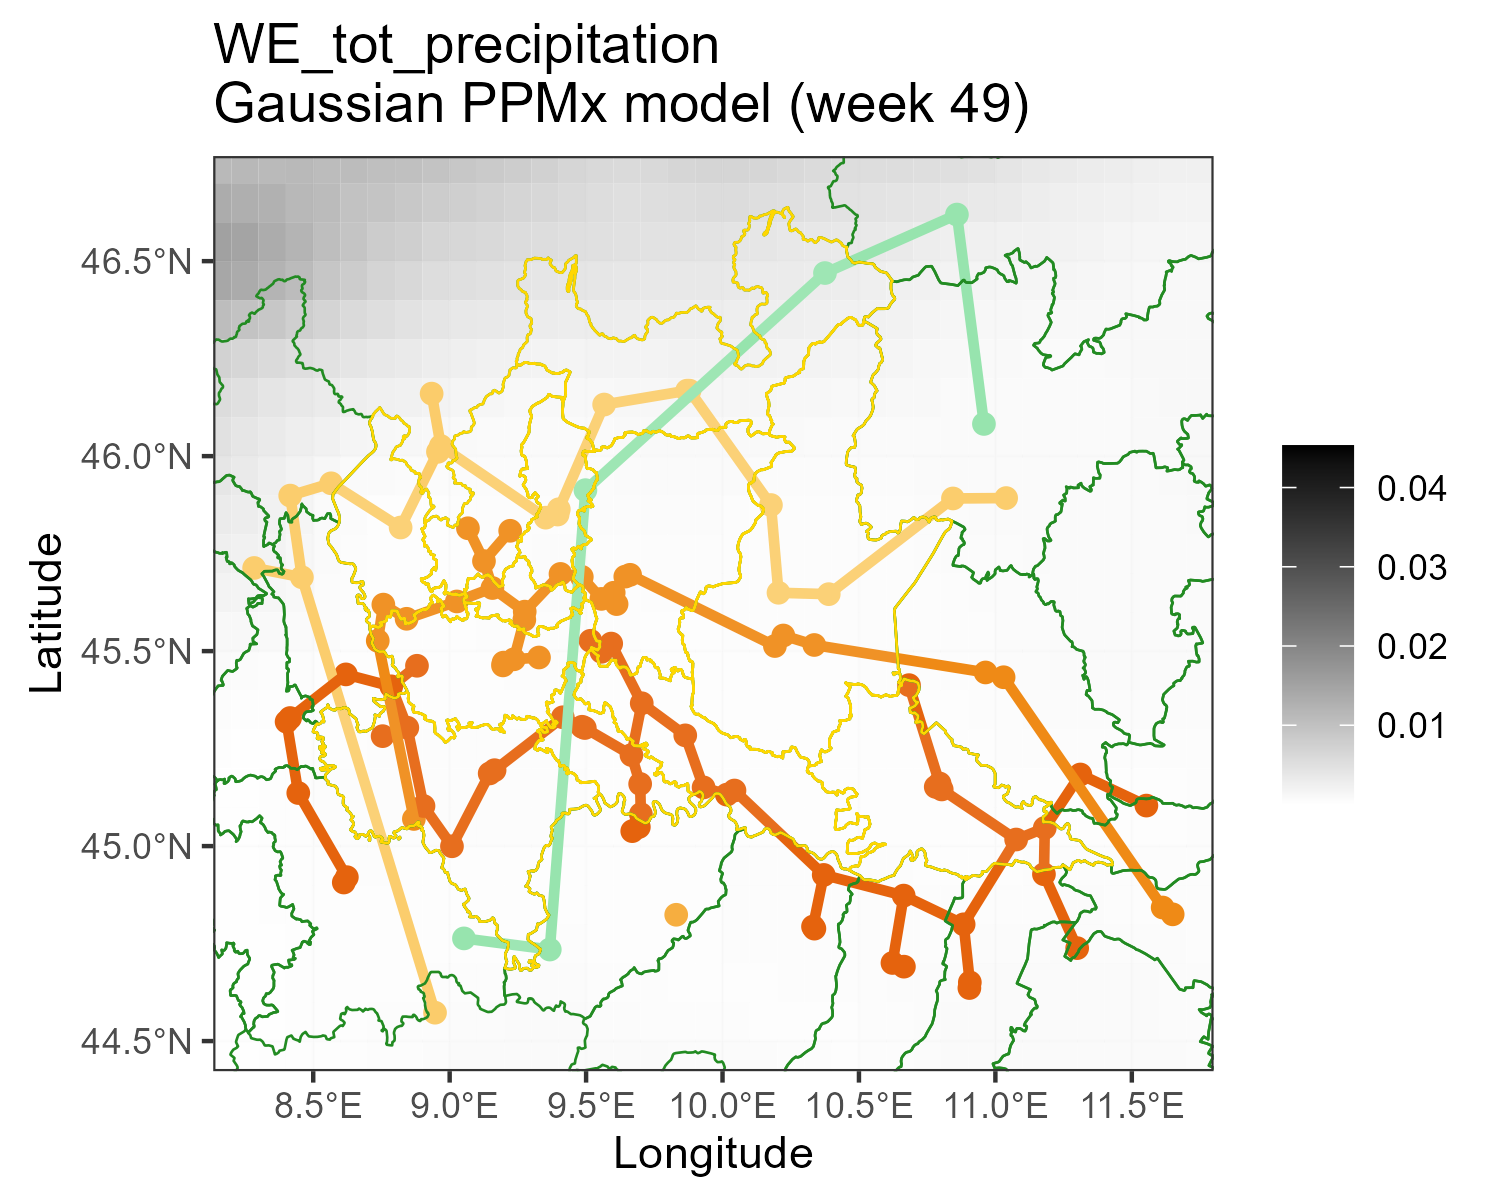 WE_tot_precipitation
Gaussian PPMx model (week 49)
46.5°N
46.0°N
45.5°N
45.0°N
44.5°N
Latitude
8.5°E 9.0°E 9.5°E 10.0°E 10.5°E 11.0°E 11.5°E
Longitude
0.04
0.03
0.02
0.01